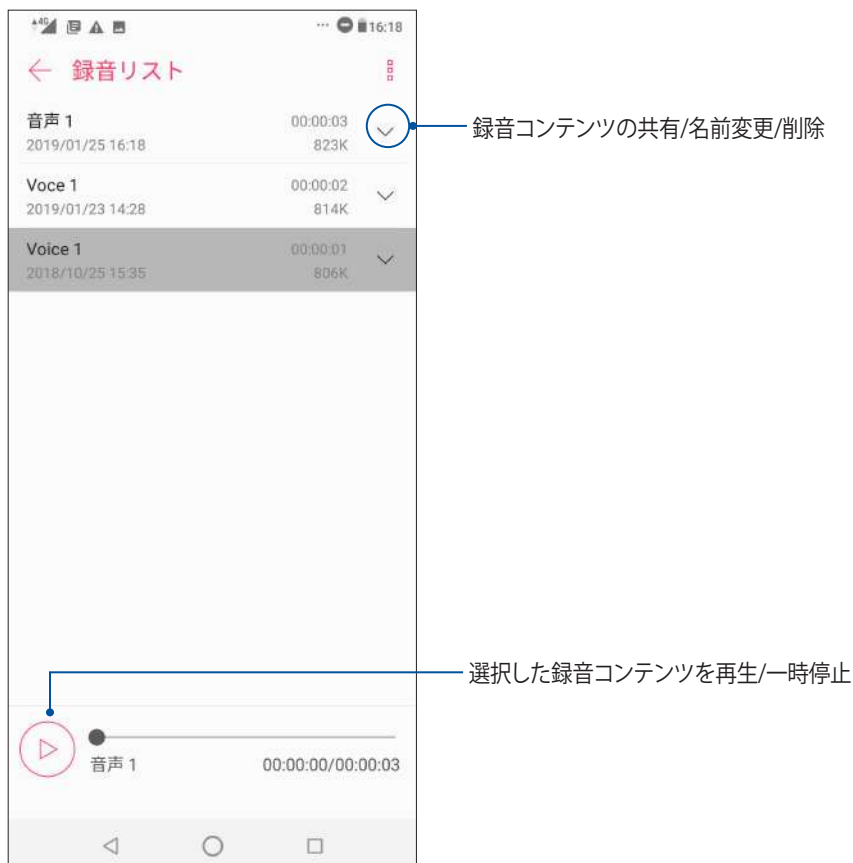 4G ... 16:18
録音リスト
音声 1 00:00:03
2019/01/25 16:18 823K
録音コンテンツの共有/名前変更/削除
Voce 1 00:00:02
2019/01/23 14:28 814K
Voice 1 00:00:01
2018/10/25 15:35 806K
選択した録音コンテンツを再生/一時停止
音声 1 00:00:00/00:00:03